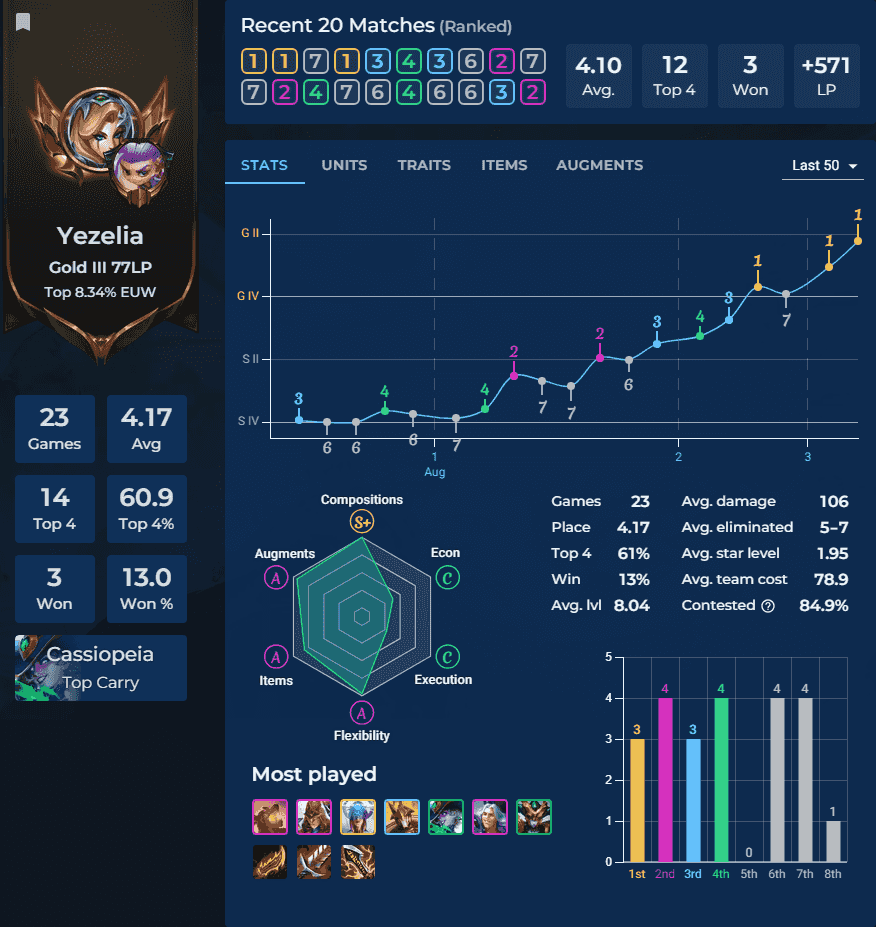 Recent 20 Matches (Ranked)
1 1 7 1 3 4 3 6 2 7
7 2 4 7 6 4 6 6 3 2
4.10 12 3 +571
Avg. Top 4 Won LP
Yezelia
Gold III 77LP
Top 8.34% EUW
23 4.17
Games Avg
14 60.9
Top 4 Top 4%
3 13.0
Won Won %
Cassiopeia
Top Carry
STATS UNITS TRAITS ITEMS AUGMENTS Last 50
G II
G IV
S II
S IV
3 6 6 4 6 7 4 2 7 7 2 6 3 4 3 1 7 1 1
1 2 3
Aug
Compositions
S+
Augments Econ
A C
A C
Items Execution
A
Flexibility
Games 23 Avg. damage 106
Place 4.17 Avg. eliminated 5-7
Top 4 61% Avg. star level 1.95
Win 13% Avg. team cost 78.9
Avg. lvl 8.04 Contested ? 84.9%
Most played
5
4
3
2
1
0
3 4 3 4 0 4 4 1
1st 2nd 3rd 4th 5th 6th 7th 8th